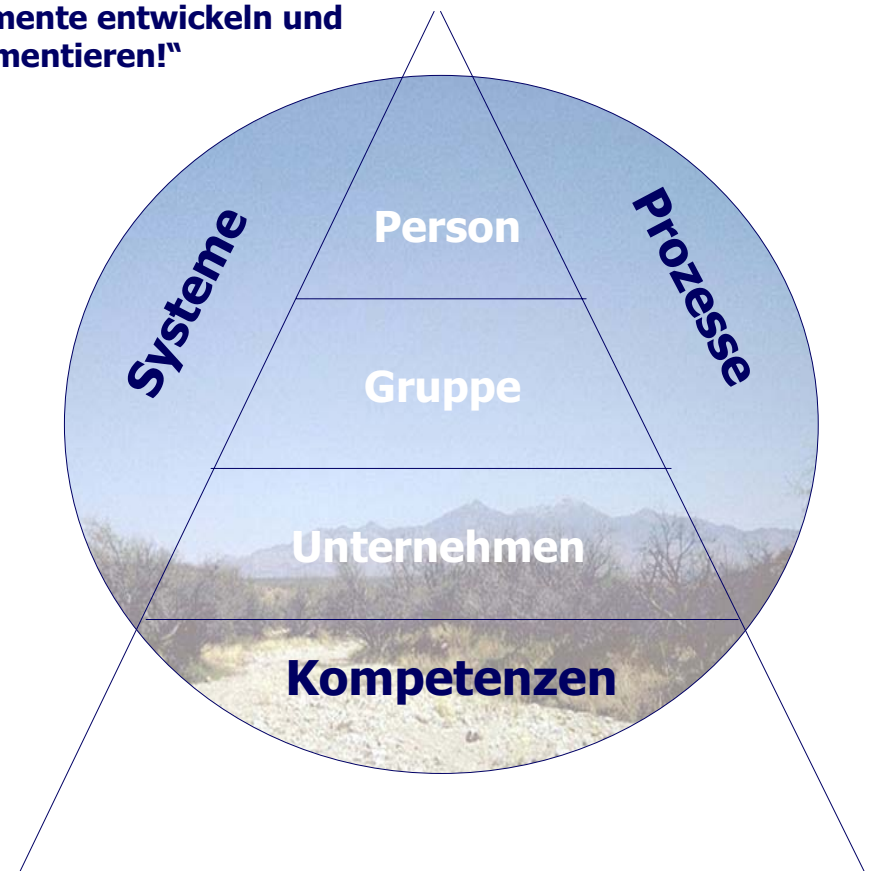 mente entwickeln und
mentieren!“
Person
Systeme
Prozesse
Gruppe
Unternehmen
Kompetenzen